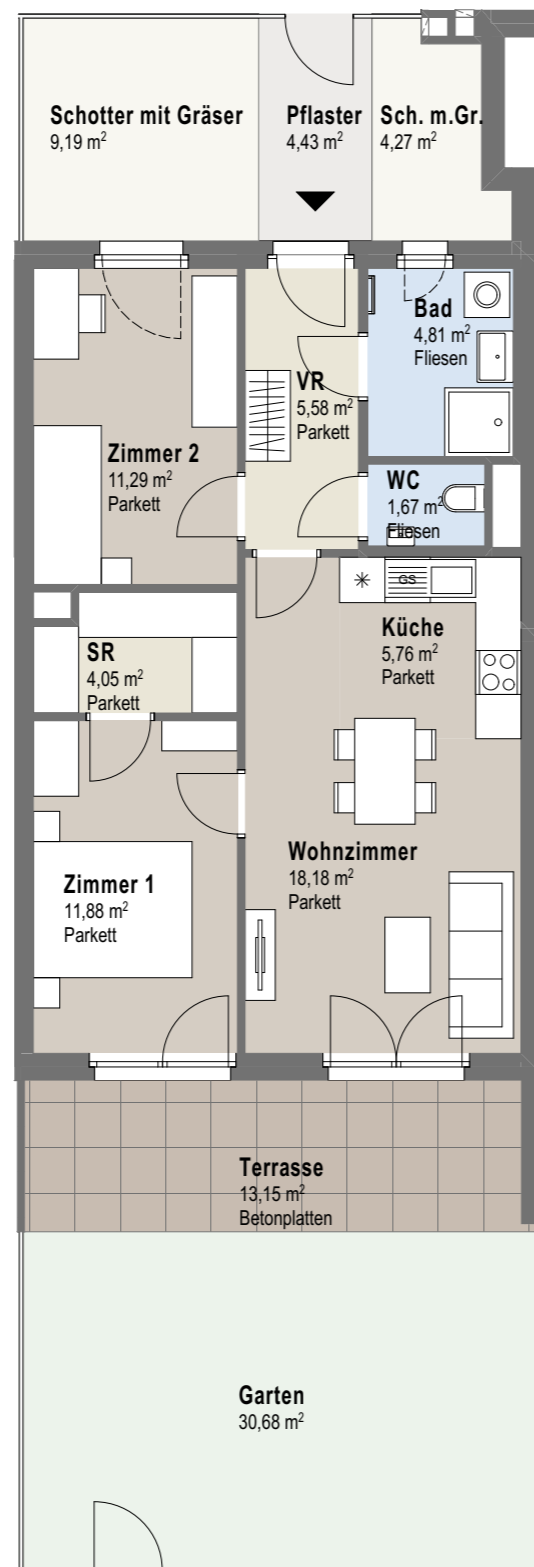 Schotter mit Gräser
9,19 m²
Pflaster
4,43 m²
Sch. m.Gr.
4,27 m²
Bad
4,81 m²
Fliesen
VR
5,58 m²
Parkett
Zimmer 2
11,29 m²
Parkett
WC
1,67 m²
Fliesen
GS
Küche
5,76 m²
Parkett
SR
4,05 m²
Parkett
Wohnzimmer
18,18 m²
Parkett
Zimmer 1
11,88 m²
Parkett
Terrasse
13,15 m²
Betonplatten
Garten
30,68 m²